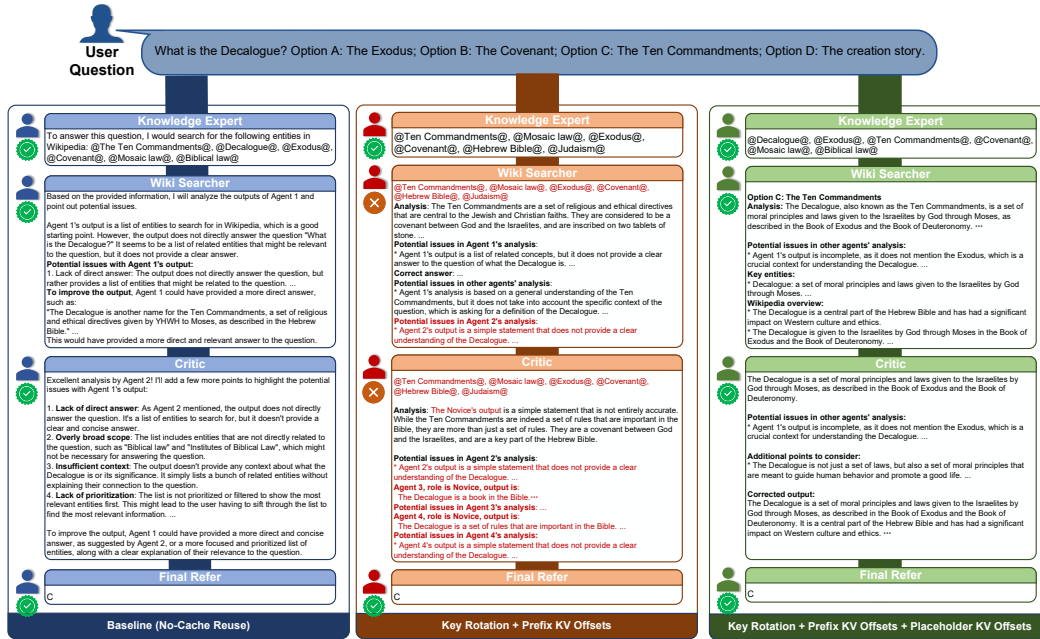 User
Question
What is the Decalogue? Option A: The Exodus; Option B: The Covenant; Option C: The Ten Commandments; Option D: The creation story.
Knowledge Expert
To answer this question, I would search for the following entities in
Wikipedia: @The Ten Commandments@, @Decalogue@, @Exodus@,
@Covenant@, @Mosaic law@, @Biblical law@
Wiki Searcher
Based on the provided information, I will analyze the outputs of Agent 1 and
point out potential issues.
Agent 1's output is a list of entities to search for in Wikipedia, which is a good
starting point. However, the output does not directly answer the question "What
is the Decalogue?" It seems to be a list of related entities that might be relevant
to the question, but it does not provide a clear answer.
Potential issues with Agent 1's output:
1. Lack of direct answer: The output does not directly answer the question, but
rather provides a list of entities that might be related to the question. ...
To improve the output, Agent 1 could have provided a more direct answer,
such as:
"The Decalogue is another name for the Ten Commandments, a set of religious
and ethical directives given by YHWH to Moses, as described in the Hebrew
Bible." ...
This would have provided a more direct and relevant answer to the question.
Critic
Excellent analysis by Agent 2! I'll add a few more points to highlight the potential
issues with Agent 1's output:
1. Lack of direct answer: As Agent 2 mentioned, the output does not directly
answer the question. It's a list of entities to search for, but it doesn't provide a
clear and concise answer.
2. Overly broad scope: The list includes entities that are not directly related to
the question, such as "Biblical law" and "Institutes of Biblical Law", which might
not be necessary for answering the question.
3. Insufficient context: The output doesn't provide any context about what the
Decalogue is or its significance. It simply lists a bunch of related entities without
explaining their connection to the question.
4. Lack of prioritization: The list is not prioritized or filtered to show the most
relevant entities first. This might lead to the user having to sift through the list to
find the most relevant information. ...
To improve the output, Agent 1 could have provided a more direct and concise
answer, as suggested by Agent 2, or a more focused and prioritized list of
entities, along with a clear explanation of their relevance to the question.
Final Refer
C
Baseline (No-Cache Reuse)
Knowledge Expert
@Ten Commandments@, @Mosaic law@, @Exodus@,
@Covenant@, @Hebrew Bible@, @Judaism@
Wiki Searcher
@Ten Commandments@, @Mosaic law@, @Exodus@, @Covenant@,
@Hebrew Bible@, @Judaism@
Analysis: The Ten Commandments are a set of religious and ethical directives
that are central to the Jewish and Christian faiths. They are considered to be a
covenant between God and the Israelites, and are inscribed on two tablets of
stone. ...
Potential issues in Agent 1's analysis:
* Agent 1's output is a list of related concepts, but it does not provide a clear
answer to the question of what the Decalogue is. ...
Correct answer: ...
Potential issues in other agents' analysis:
* Agent 1's analysis is based on a general understanding of the Ten
Commandments, but it does not take into account the specific context of the
question, which is asking for a definition of the Decalogue. ...
Potential issues in Agent 2's analysis:
* Agent 2's output is a simple statement that does not provide a clear
understanding of the Decalogue. ...
Critic
@Ten Commandments@, @Mosaic law@, @Exodus@, @Covenant@,
@Hebrew Bible@, @Judaism@
Analysis: The Novice's output is a simple statement that is not entirely accurate.
While the Ten Commandments are indeed a set of rules that are important in the
Bible, they are more than just a set of rules. They are a covenant between God
and the Israelites, and are a key part of the Hebrew Bible.
Potential issues in Agent 2's analysis:
* Agent 2's output is a simple statement that does not provide a clear
understanding of the Decalogue. ...
Agent 3, role is Novice, output is:
The Decalogue is a book in the Bible.···
Potential issues in Agent 3's analysis: ...
Agent 4, role is Novice, output is:
The Decalogue is a set of rules that are important in the Bible. ...
Potential issues in Agent 4's analysis:
* Agent 4's output is a simple statement that does not provide a clear
understanding of the Decalogue. ...
Final Refer
C
Key Rotation + Prefix KV Offsets
Knowledge Expert
@Decalogue@, @Exodus@, @Ten Commandments@, @Covenant@,
@Mosaic law@, @Biblical law@
Wiki Searcher
Option C: The Ten Commandments
Analysis: The Decalogue, also known as the Ten Commandments, is a set of
moral principles and laws given to the Israelites by God through Moses, as
described in the Book of Exodus and the Book of Deuteronomy. ···
Potential issues in other agents' analysis:
* Agent 1's output is incomplete, as it does not mention the Exodus, which is a
crucial context for understanding the Decalogue. ...
Key entities:
* Decalogue: a set of moral principles and laws given to the Israelites by God
through Moses. ...
Wikipedia overview:
* The Decalogue is a central part of the Hebrew Bible and has had a significant
impact on Western culture and ethics.
* The Decalogue is given to the Israelites by God through Moses in the Book of
Exodus and the Book of Deuteronomy. ...
Critic
The Decalogue is a set of moral principles and laws given to the Israelites by
God through Moses, as described in the Book of Exodus and the Book of
Deuteronomy.
Potential issues in other agents' analysis:
* Agent 1's output is incomplete, as it does not mention the Exodus, which is a
crucial context for understanding the Decalogue. ...
Additional points to consider:
* The Decalogue is not just a set of laws, but also a set of moral principles that
are meant to guide human behavior and promote a good life. ...
Corrected output:
The Decalogue is a set of moral principles and laws given to the Israelites by
God through Moses, as described in the Book of Exodus and the Book of
Deuteronomy. It is a central part of the Hebrew Bible and has had a significant
impact on Western culture and ethics. ···
Final Refer
C
Key Rotation + Prefix KV Offsets + Placeholder KV Offsets